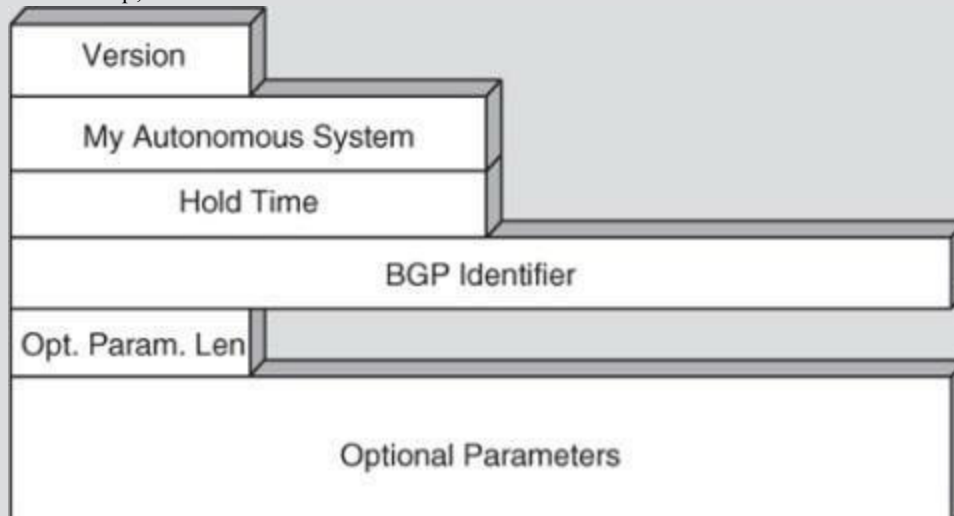 Version
My Autonomous System
Hold Time
BGP Identifier
Opt. Param. Len
Optional Parameters